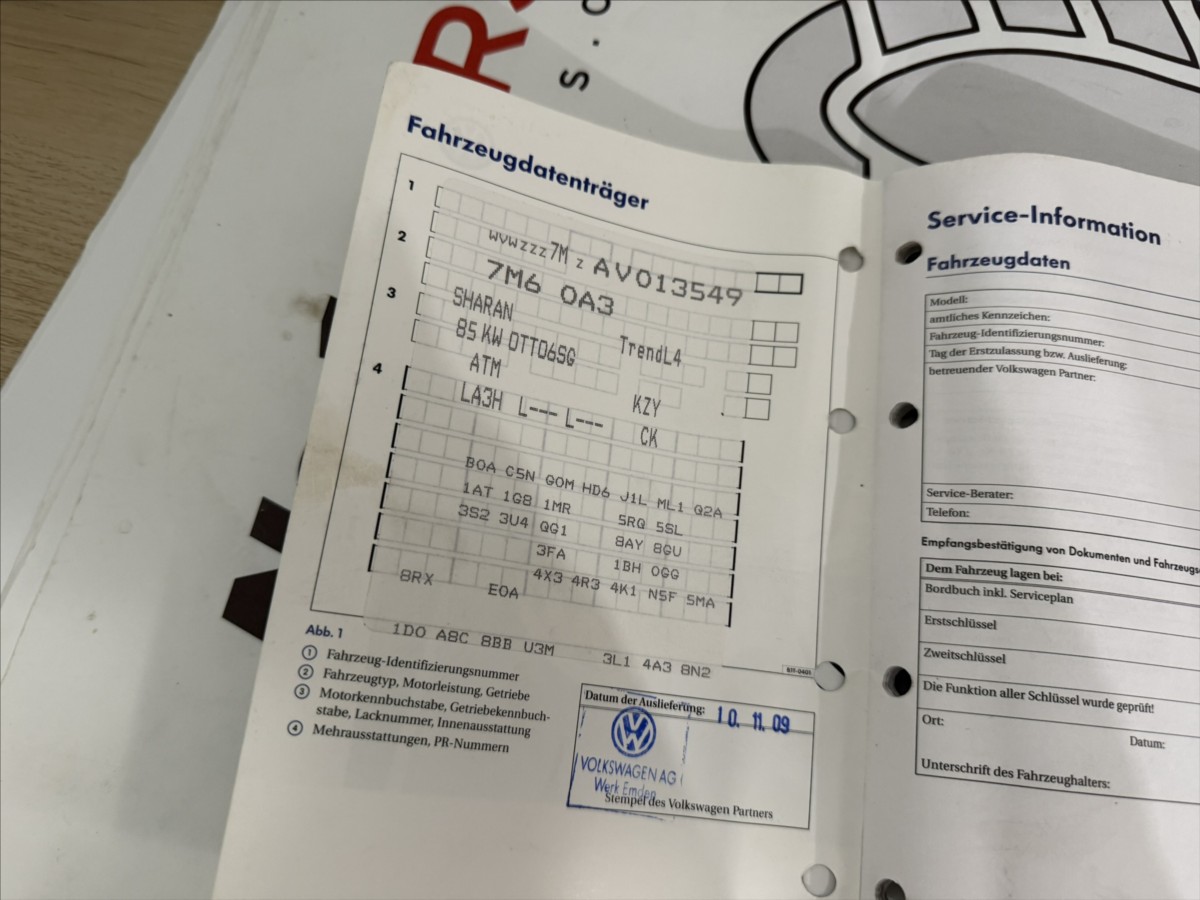 Fahrzeugdatenträger
1
WVWZZZ7MZAV013549
2
7M6 0A3
SHARAN TrendL4
3
85 KW OTTO6SG
ATM KZY
4
LA3H L--- L--- CK
B0A C5N G0M HD6 J1L ML1 Q2A
1AT 1G8 1MR 5RQ 5SL
3S2 3U4 QG1 8AY 8GU
3FA 1BH 0GG
8RX E0A 4X3 4R3 4K1 N5F 5MA
1D0 A8C 8BB U3M 3L1 4A3 8N2
Abb. 1
① Fahrzeug-Identifizierungsnummer
② Fahrzeugtyp, Motorleistung, Getriebe
③ Motorkennbuchstabe, Getriebekennbuch-
stabe, Lacknummer, Innenausstattung
④ Mehrausstattungen, PR-Nummern
Datum der Auslieferung: 10. 11. 09
VOLKSWAGEN AG
Werk Emden
Stempel des Volkswagen Partners
Service-Information
Fahrzeugdaten
Modell:
amtliches Kennzeichen:
Fahrzeug-Identifizierungsnummer:
Tag der Erstzulassung bzw. Auslieferung:
betreuender Volkswagen Partner:
Service-Berater:
Telefon:
Empfangsbestätigung von Dokumenten und Fahrzeugs
Dem Fahrzeug lagen bei:
Bordbuch inkl. Serviceplan
Erstschlüssel
Zweitschlüssel
Die Funktion aller Schlüssel wurde geprüft!
Ort:
Datum:
Unterschrift des Fahrzeughalters: